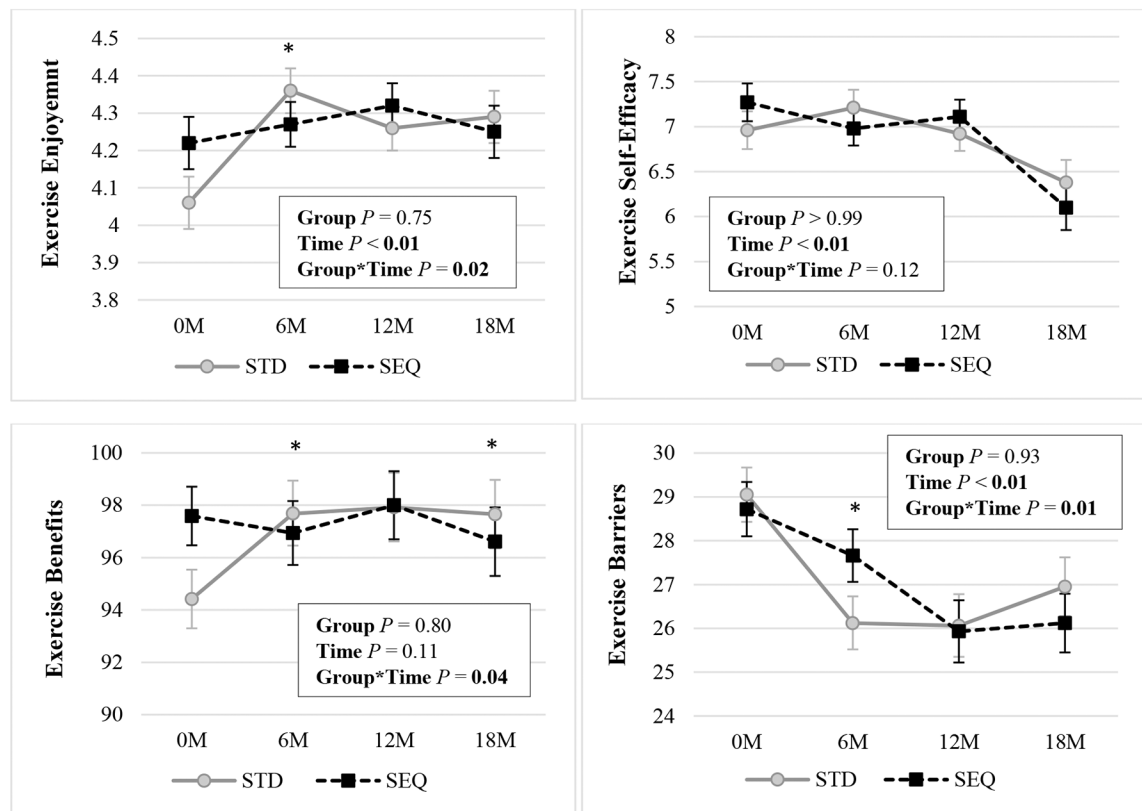 Exercise Enjoyemnt
4.5
4.4
4.3
4.2
4.1
4
3.9
3.8
*
Group P = 0.75
Time P < 0.01
Group*Time P = 0.02
0M 6M 12M 18M
STD SEQ
Exercise Self-Efficacy
8
7.5
7
6.5
6
5.5
5
Group P > 0.99
Time P < 0.01
Group*Time P = 0.12
0M 6M 12M 18M
STD SEQ
Exercise Benefits
100
98
96
94
92
90
* *
Group P = 0.80
Time P = 0.11
Group*Time P = 0.04
0M 6M 12M 18M
STD SEQ
Exercise Barriers
30
29
28
27
26
25
24
*
Group P = 0.93
Time P < 0.01
Group*Time P = 0.01
0M 6M 12M 18M
STD SEQ